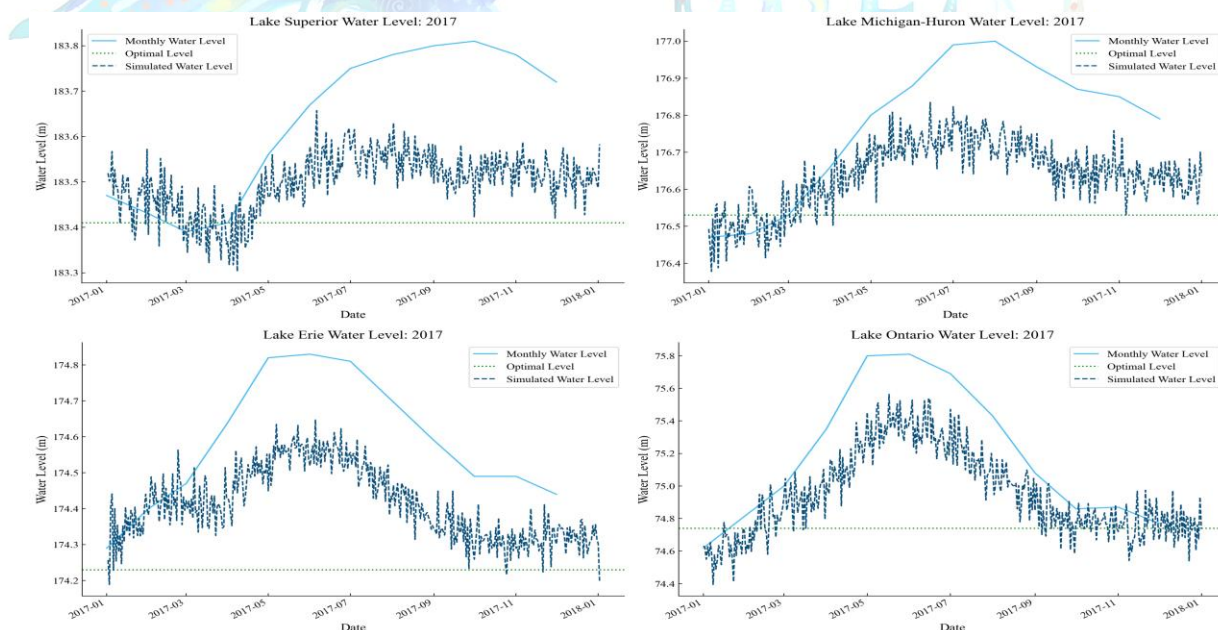 Lake Superior Water Level: 2017
Monthly Water Level
Optimal Level
Simulated Water Level
Water Level (m)
183.8
183.7
183.6
183.5
183.4
183.3
2017-01
2017-03
2017-05
2017-07
2017-09
2017-11
2018-01
Date
Lake Michigan-Huron Water Level: 2017
Monthly Water Level
Optimal Level
Simulated Water Level
Water Level (m)
177.0
176.9
176.8
176.7
176.6
176.5
176.4
2017-01
2017-03
2017-05
2017-07
2017-09
2017-11
2018-01
Date
Lake Erie Water Level: 2017
Monthly Water Level
Optimal Level
Simulated Water Level
Water Level (m)
174.8
174.7
174.6
174.5
174.4
174.3
174.2
2017-01
2017-03
2017-05
2017-07
2017-09
2017-11
2018-01
Date
Lake Ontario Water Level: 2017
Monthly Water Level
Optimal Level
Simulated Water Level
Water Level (m)
75.8
75.6
75.4
75.2
75.0
74.8
74.6
74.4
2017-01
2017-03
2017-05
2017-07
2017-09
2017-11
2018-01
Date